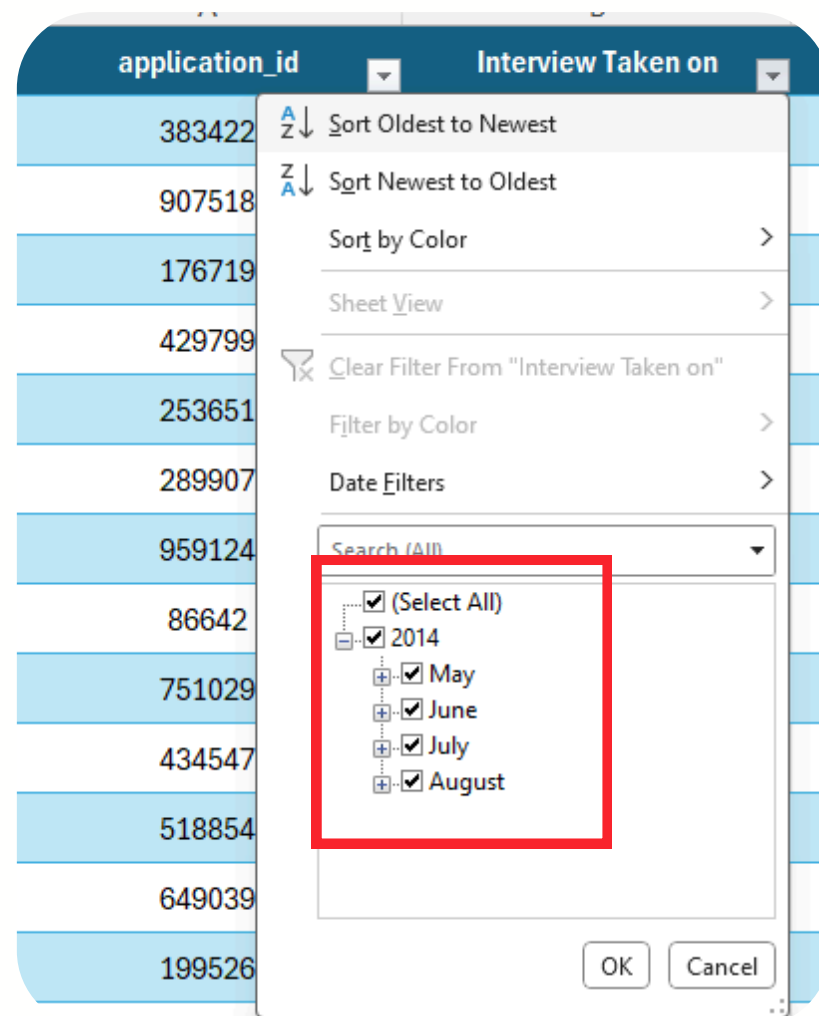 application_id
Interview Taken on
383422
907518
176719
429799
253651
289907
959124
86642
751029
434547
518854
649039
199526
Sort Oldest to Newest
Sort Newest to Oldest
Sort by Color
Sheet View
Clear Filter From "Interview Taken on"
Filter by Color
Date Filters
Search (All)
(Select All)
2014
May
June
July
August
OK
Cancel